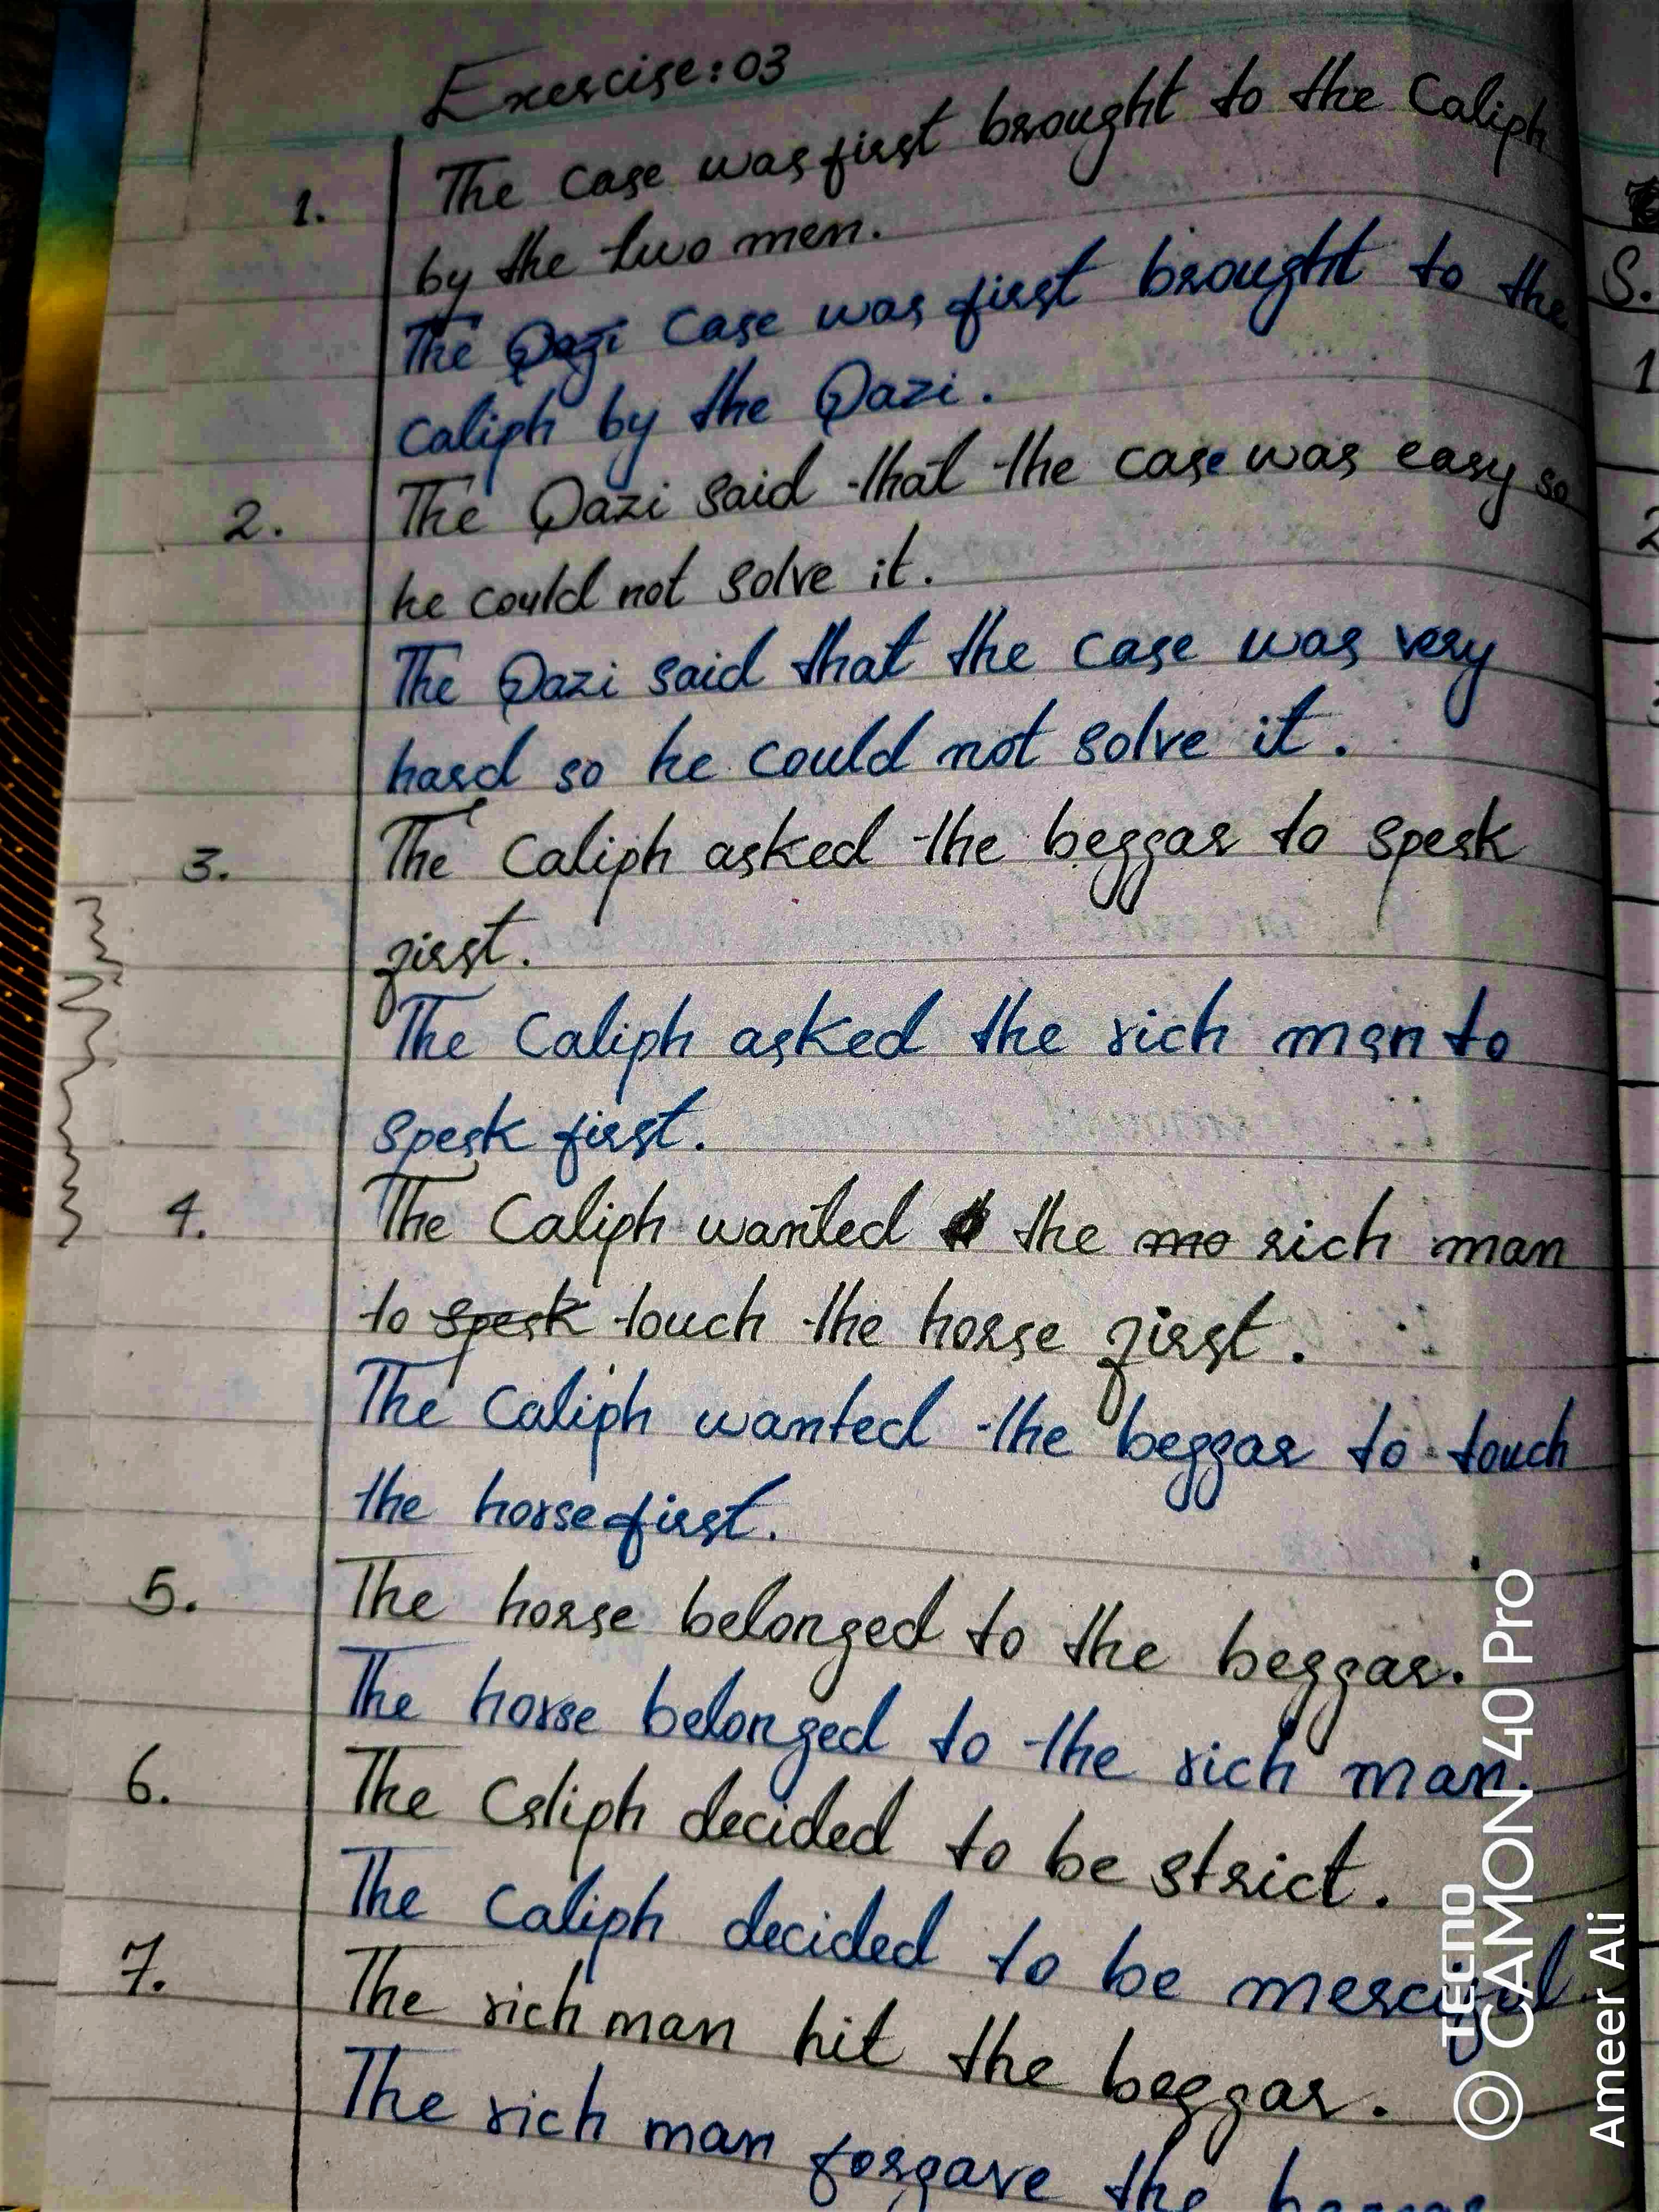 Exercise: 03
1. The case was first brought to the Caliph
by the two men.
The Qazi case was first brought to the
caliph by the Qazi.
2. The Qazi said that the case was easy so
he could not solve it.
The Qazi said that the case was very
hard so he could not solve it.
3. The Caliph asked the beggar to speak
first.
The Caliph asked the rich man to
speak first.
4. The Caliph wanted the mo rich man
to speak touch the horse first.
The Caliph wanted the beggar to touch
the horse first.
5. The horse belonged to the beggar.
The horse belonged to the rich man.
6. The Caliph decided to be strict.
The Caliph decided to be merciful.
7. The rich man hit the beggar.
The rich man forgave the
S.
1
2
TECNO
CAMON 40 Pro
Ameer Ali